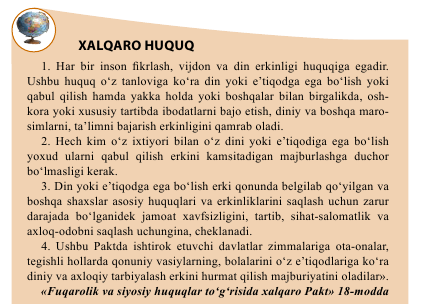 XALQARO HUQUQ
1. Har bir inson fikrlash, vijdon va din erkinligi huquqiga egadir.
Ushbu huquq o‘z tanloviga ko‘ra din yoki e’tiqodga ega bo‘lish yoki
qabul qilish hamda yakka holda yoki boshqalar bilan birgalikda, osh-
kora yoki xususiy tartibda ibodatlarni bajo etish, diniy va boshqa maro-
simlarni, ta’limni bajarish erkinligini qamrab oladi.
2. Hech kim o‘z ixtiyori bilan o‘z dini yoki e’tiqodiga ega bo‘lish
yoxud ularni qabul qilish erkini kamsitadigan majburlashga duchor
bo‘lmasligi kerak.
3. Din yoki e’tiqodga ega bo‘lish erki qonunda belgilab qo‘yilgan va
boshqa shaxslar asosiy huquqlari va erkinliklarini saqlash uchun zarur
darajada bo‘lganidek jamoat xavfsizligini, tartib, sihat-salomatlik va
axloq-odobni saqlash uchungina, cheklanadi.
4. Ushbu Paktda ishtirok etuvchi davlatlar zimmalariga ota-onalar,
tegishli hollarda qonuniy vasiylarning, bolalarini o‘z e’tiqodlariga ko‘ra
diniy va axloqiy tarbiyalash erkini hurmat qilish majburiyatini oladilar».
«Fuqarolik va siyosiy huquqlar to‘g‘risida xalqaro Pakt» 18-modda